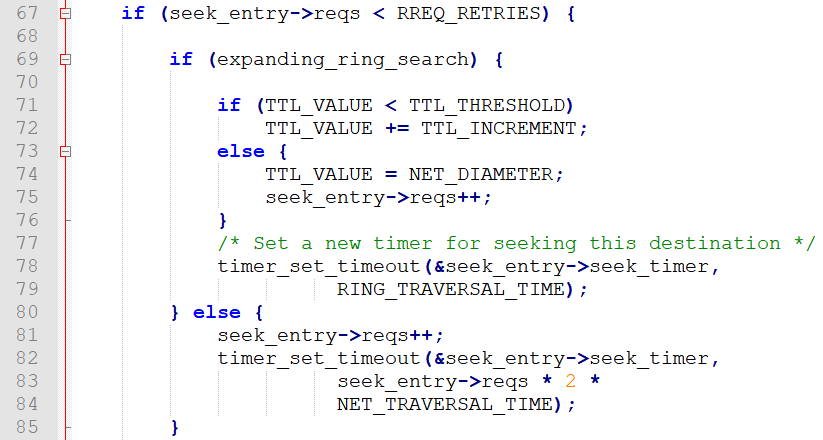 67     if (seek_entry->reqs < RREQ_RETRIES) {
68
69         if (expanding_ring_search) {
70
71             if (TTL_VALUE < TTL_THRESHOLD)
72                 TTL_VALUE += TTL_INCREMENT;
73             else {
74                 TTL_VALUE = NET_DIAMETER;
75                 seek_entry->reqs++;
76             }
77             /* Set a new timer for seeking this destination */
78             timer_set_timeout(&seek_entry->seek_timer,
79                       RING_TRAVERSAL_TIME);
80         } else {
81             seek_entry->reqs++;
82             timer_set_timeout(&seek_entry->seek_timer,
83                       seek_entry->reqs * 2 *
84                       NET_TRAVERSAL_TIME);
85         }